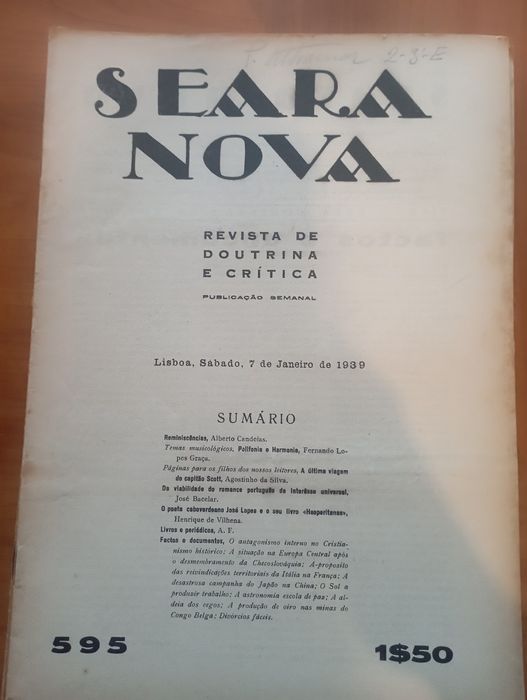 2-3-E
SEARA
NOVA
REVISTA DE
DOUTRINA
E CRÍTICA
PUBLICAÇÃO SEMANAL
Lisboa, Sábado, 7 de Janeiro de 1939
SUMÁRIO
Reminiscências, Alberto Candeias.
Temas musicológicos, Polifonia e Harmonia, Fernando Lo-
pes Graça.
Páginas para os filhos dos nossos leitores, A última viagem
do capitão Scott, Agostinho da Silva.
Da viabilidade do romance português de interêsse universal,
José Bacelar.
O poeta caboverdeano José Lopes e o seu livro «Hesperitanas»,
Henrique de Vilhena.
Livros e periódicos, A. F.
Factos e documentos, O antagonismo interno no Cristia-
nismo histórico; A situação na Europa Central após
o desmembramento da Checoslováquia; A-propósito
das reivindicações territoriais da Itália na França; A
desastrosa campanha do Japão na China; O Sol a
produzir trabalho; A astronomia escola de paz; A al-
deia dos cegos; A produção de oiro nas minas do
Congo Belga; Divórcios fáceis.
595
1$50